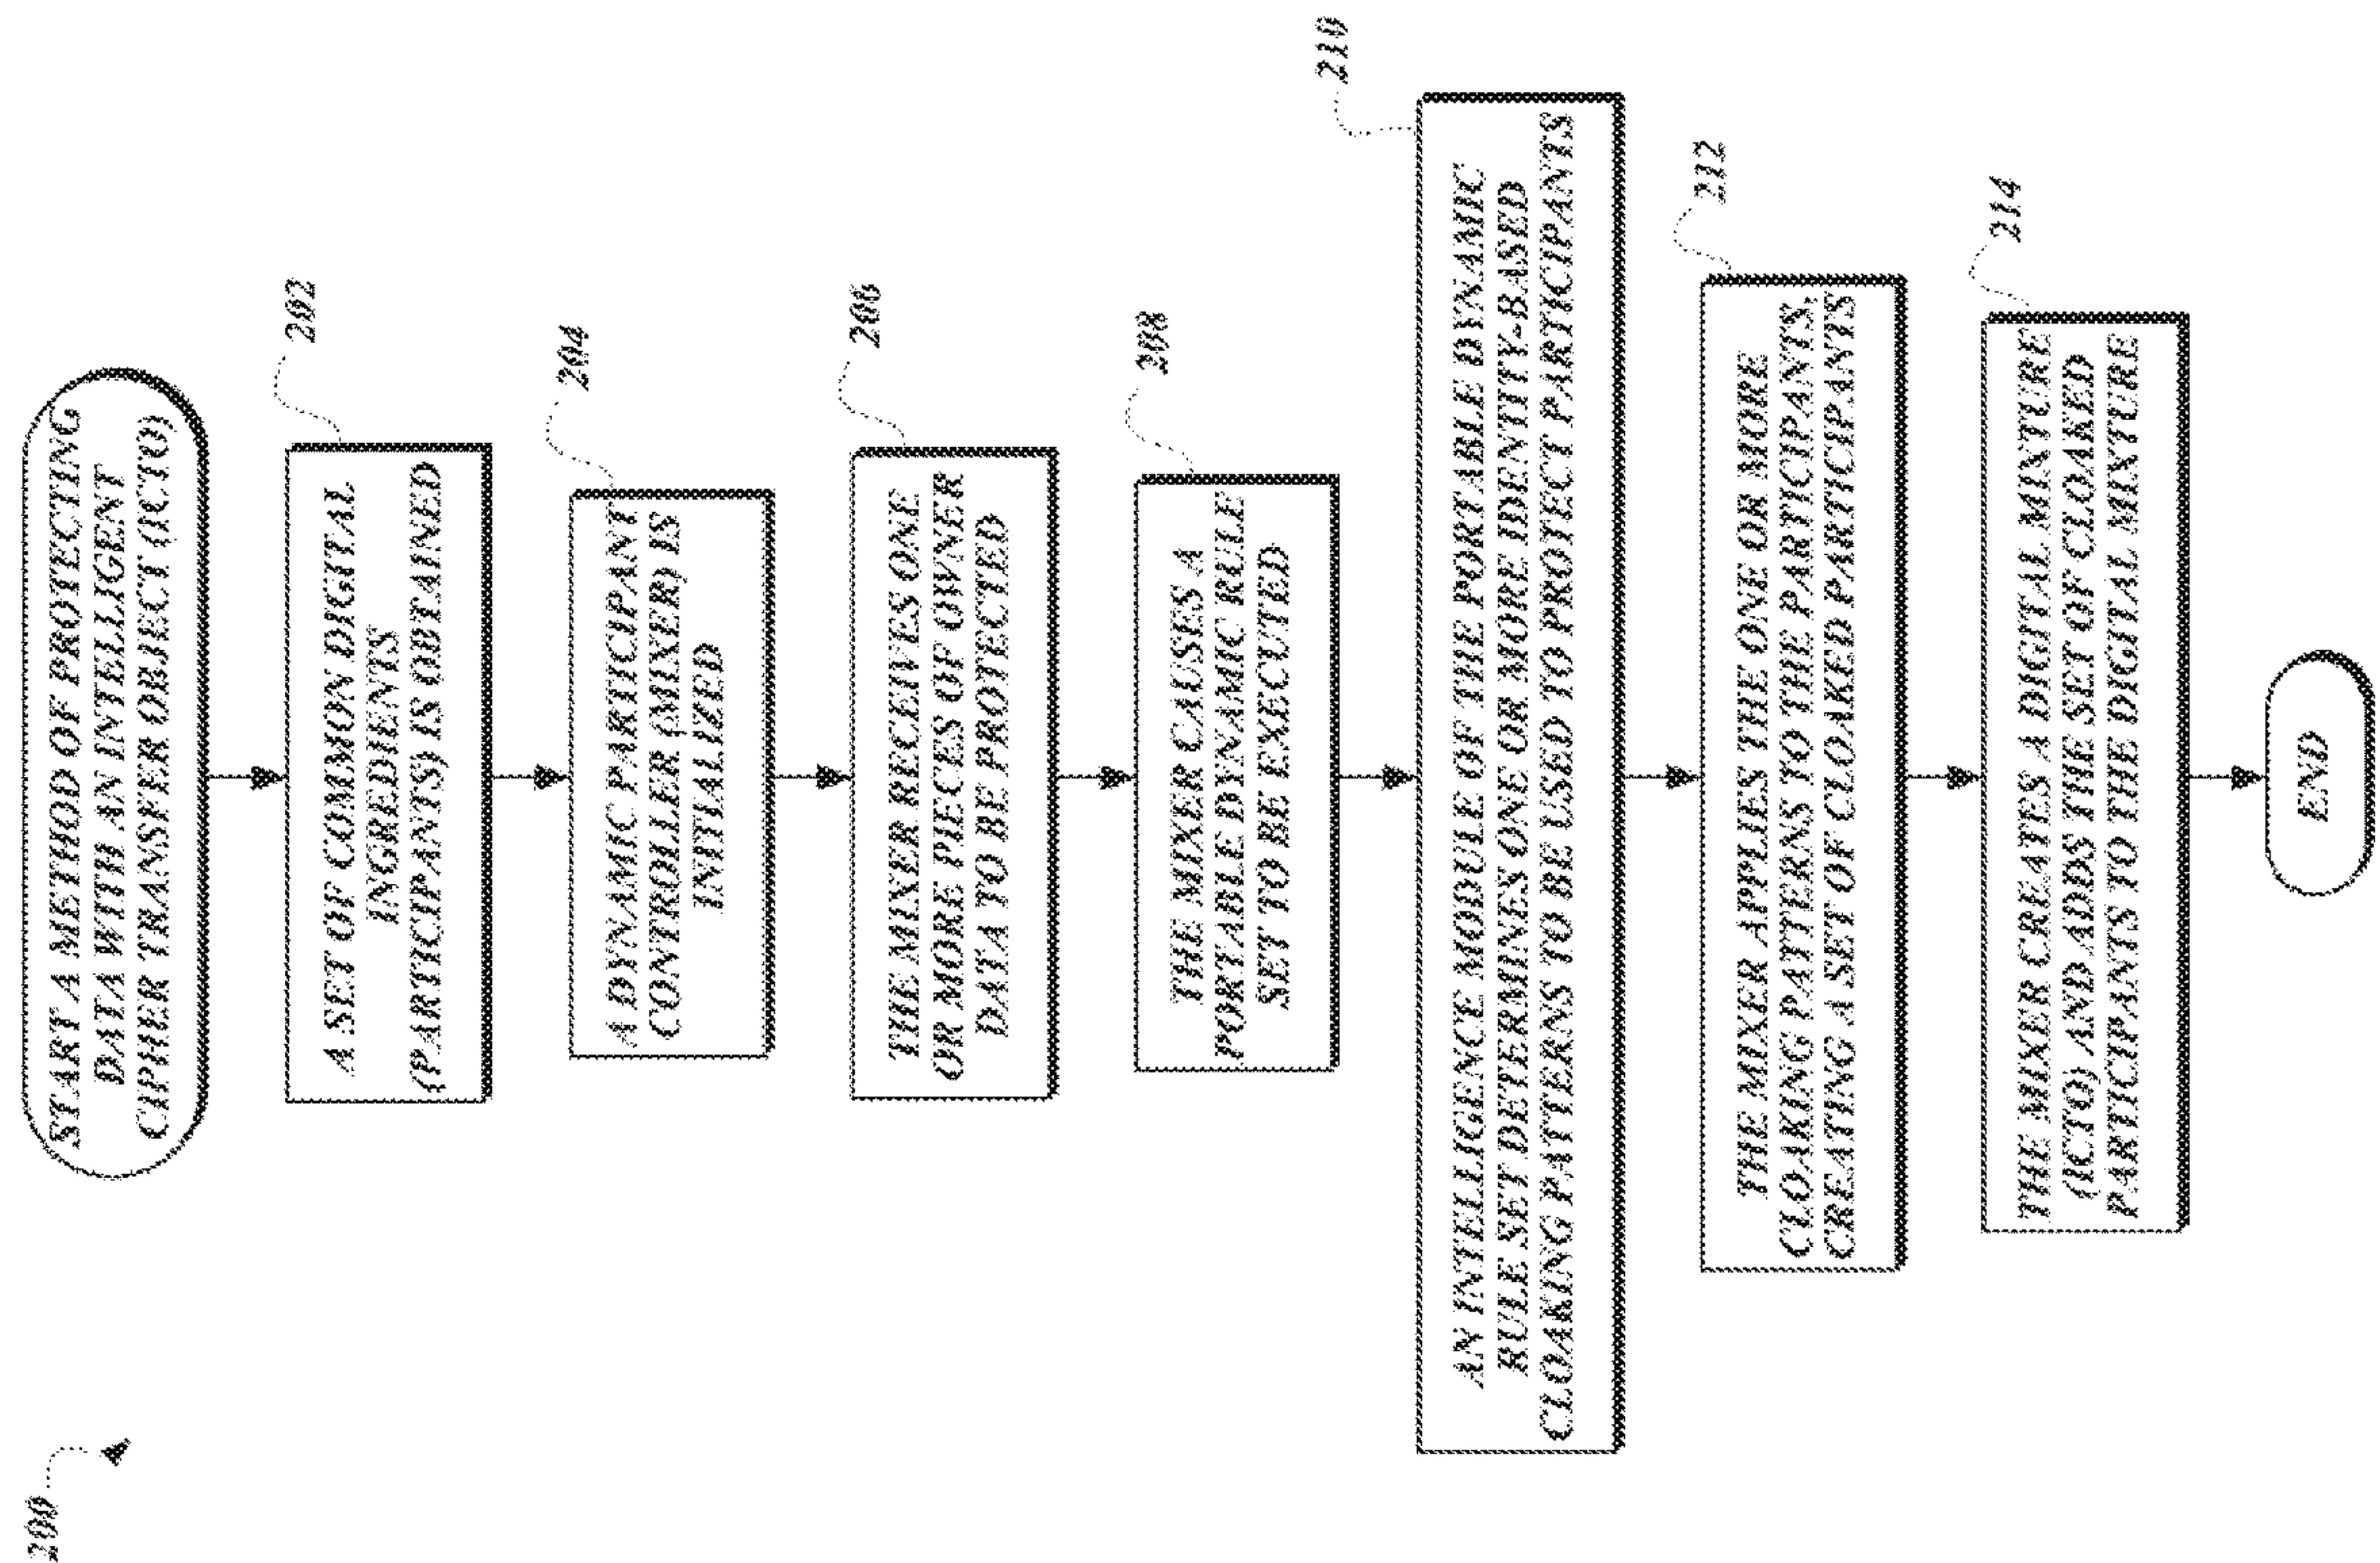 200
START A METHOD OF PROTECTING
DATA WITH AN INTELLIGENT
CIPHER TRANSFER OBJECT (ICTO)
202
A SET OF COMMON DIGITAL
INGREDIENTS
(PARTICIPANTS) IS OBTAINED
204
A DYNAMIC PARTICIPANT
CONTROLLER (MIXER) IS
INITIALIZED
206
THE MIXER RECEIVES ONE
OR MORE PIECES OF OWNER
DATA TO BE PROTECTED
208
THE MIXER CAUSES A
PORTABLE DYNAMIC RULE
SET TO BE EXECUTED
210
AN INTELLIGENCE MODULE OF THE PORTABLE DYNAMIC
RULE SET DETERMINES ONE OR MORE IDENTITY-BASED
CLOAKING PATTERNS TO BE USED TO PROTECT PARTICIPANTS
212
THE MIXER APPLIES THE ONE OR MORE
CLOAKING PATTERNS TO THE PARTICIPANTS,
CREATING A SET OF CLOAKED PARTICIPANTS
214
THE MIXER CREATES A DIGITAL MIXTURE
(ICTO) AND ADDS THE SET OF CLOAKED
PARTICIPANTS TO THE DIGITAL MIXTURE
END